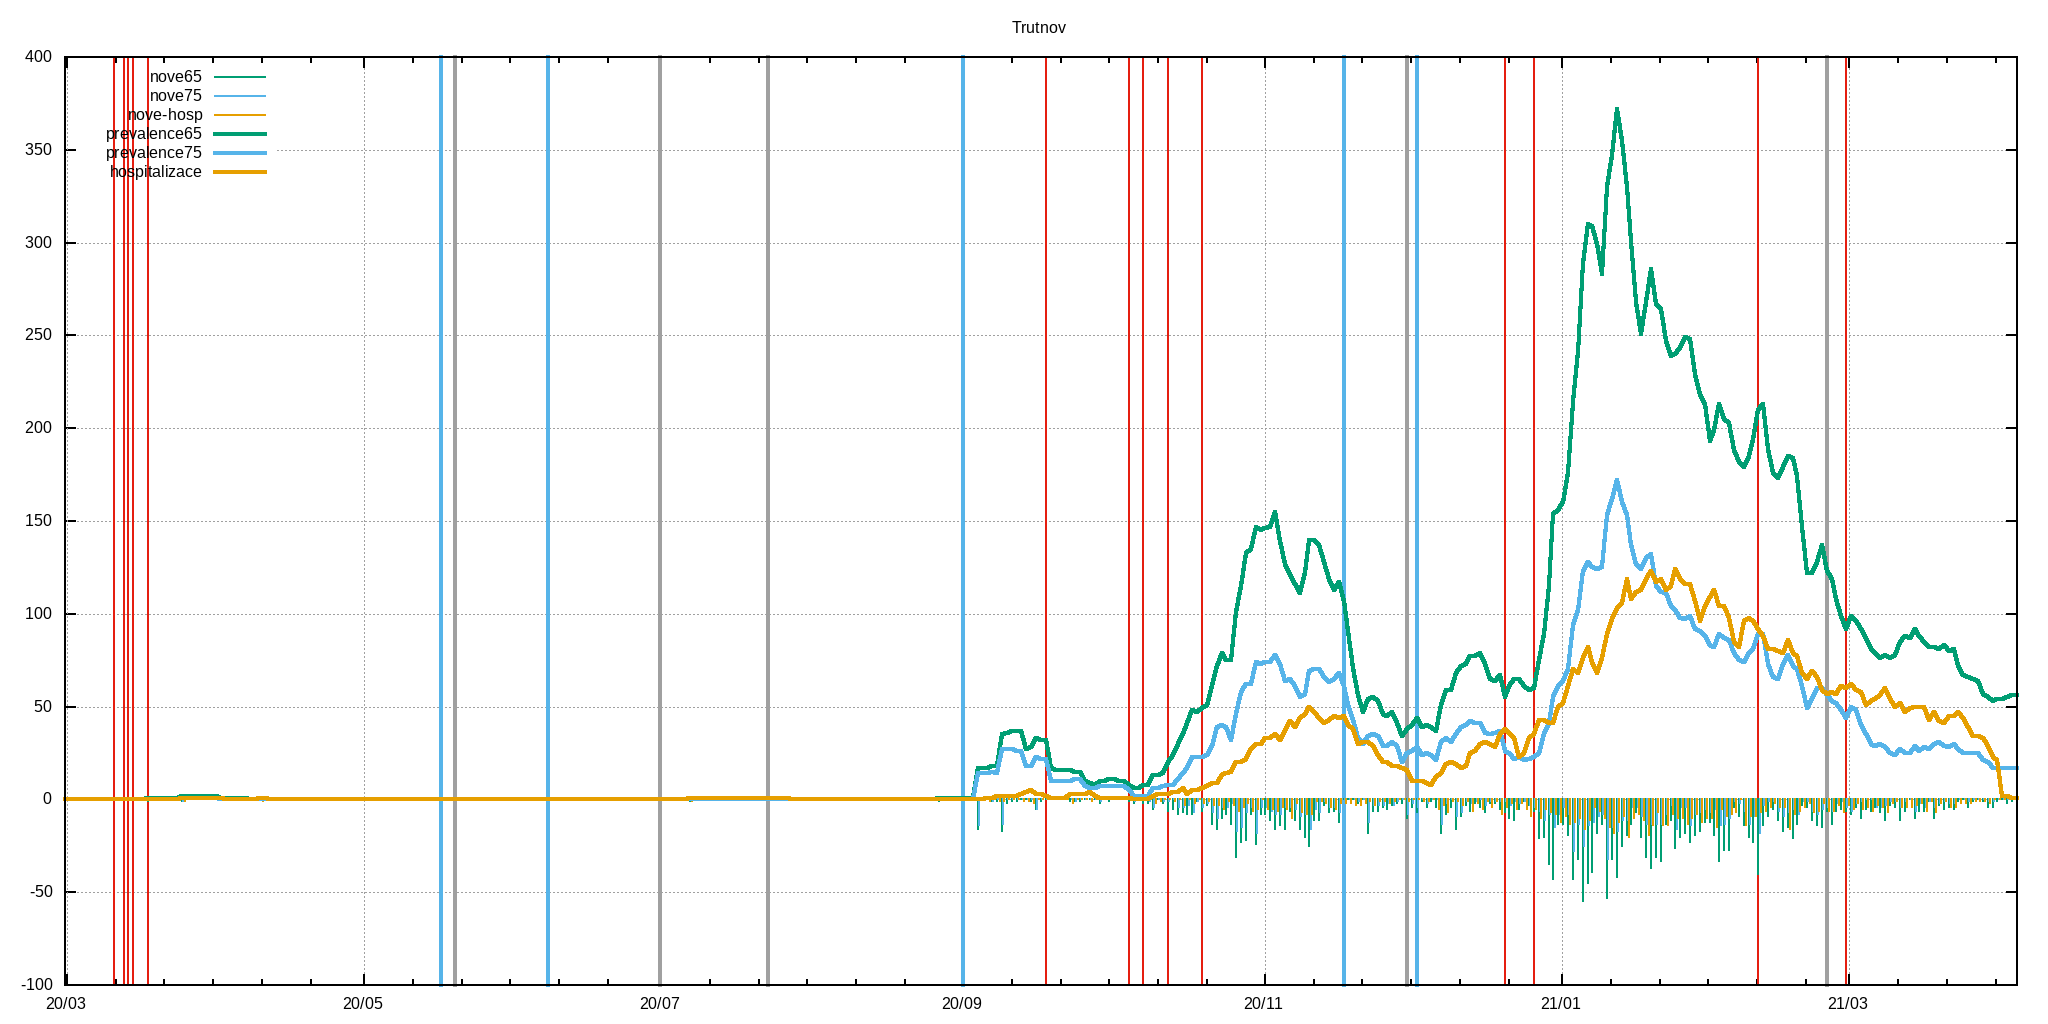 Trutnov
400
350
300
250
200
150
100
50
0
-50
-100
nove65
nove75
nove-hosp
prevalence65
prevalence75
hospitalizace
20/03 20/05 20/07 20/09 20/11 21/01 21/03